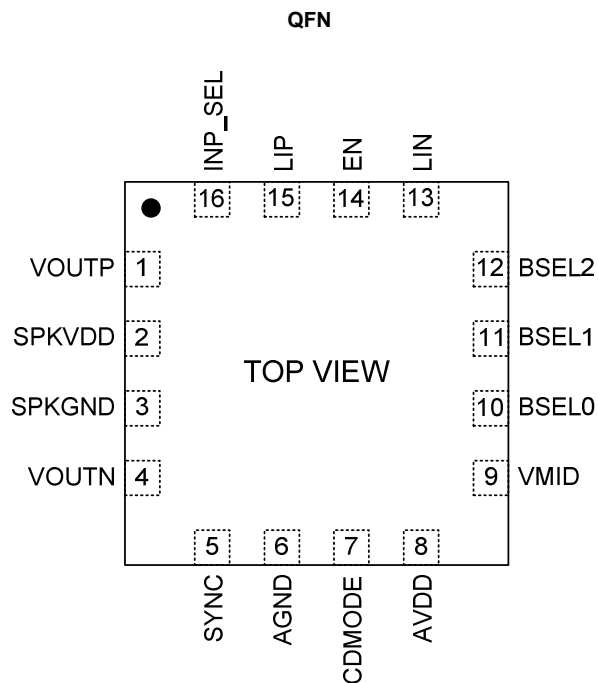 QFN
INP_SEL
LIP
EN
LIN
16
15
14
13
VOUTP
1
12
BSEL2
SPKVDD
2
11
BSEL1
TOP VIEW
SPKGND
3
10
BSEL0
VOUTN
4
9
VMID
5
6
7
8
SYNC
AGND
CDMODE
AVDD